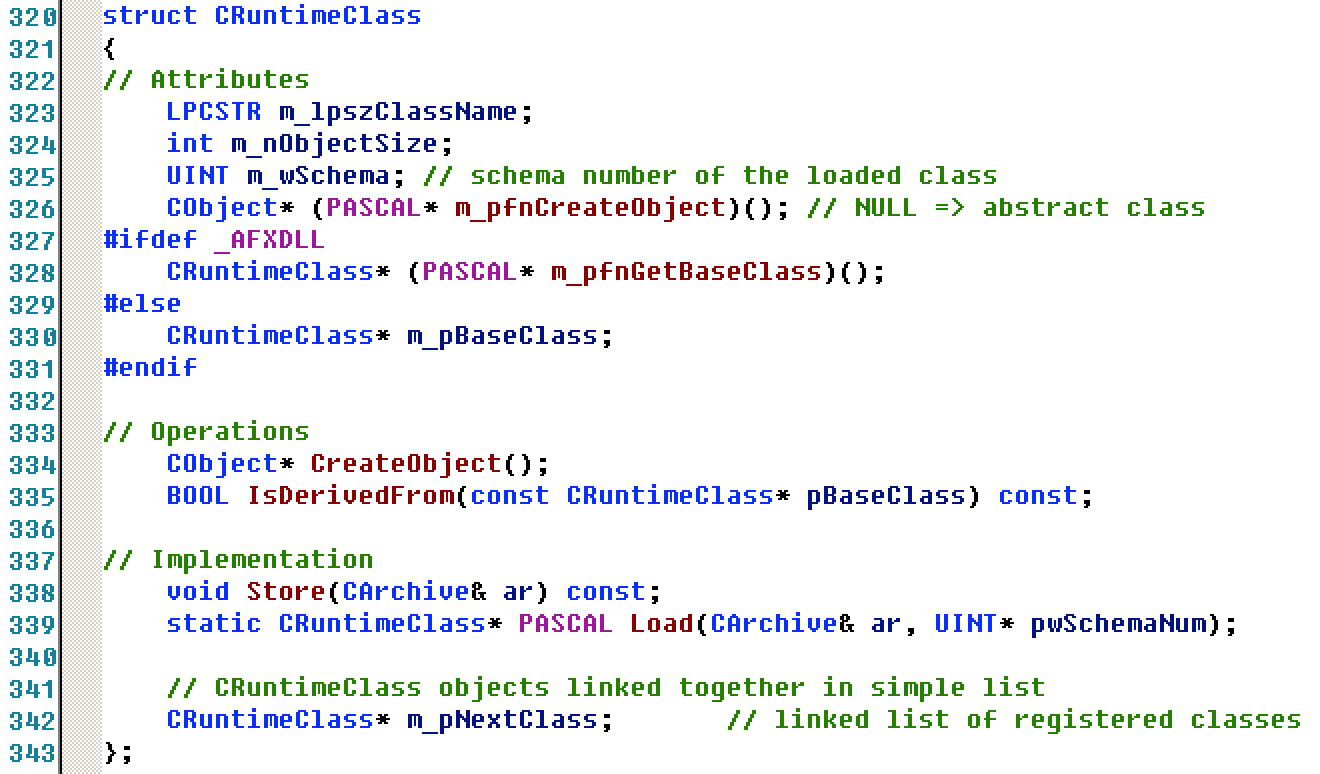 320 struct CRuntimeClass
321 {
322 // Attributes
323     LPCSTR m_lpszClassName;
324     int m_nObjectSize;
325     UINT m_wSchema; // schema number of the loaded class
326     CObject* (PASCAL* m_pfnCreateObject)(); // NULL => abstract class
327 #ifdef _AFXDLL
328     CRuntimeClass* (PASCAL* m_pfnGetBaseClass)();
329 #else
330     CRuntimeClass* m_pBaseClass;
331 #endif
332
333 // Operations
334     CObject* CreateObject();
335     BOOL IsDerivedFrom(const CRuntimeClass* pBaseClass) const;
336
337 // Implementation
338     void Store(CArchive& ar) const;
339     static CRuntimeClass* PASCAL Load(CArchive& ar, UINT* pwSchemaNum);
340
341     // CRuntimeClass objects linked together in simple list
342     CRuntimeClass* m_pNextClass;       // linked list of registered classes
343 };